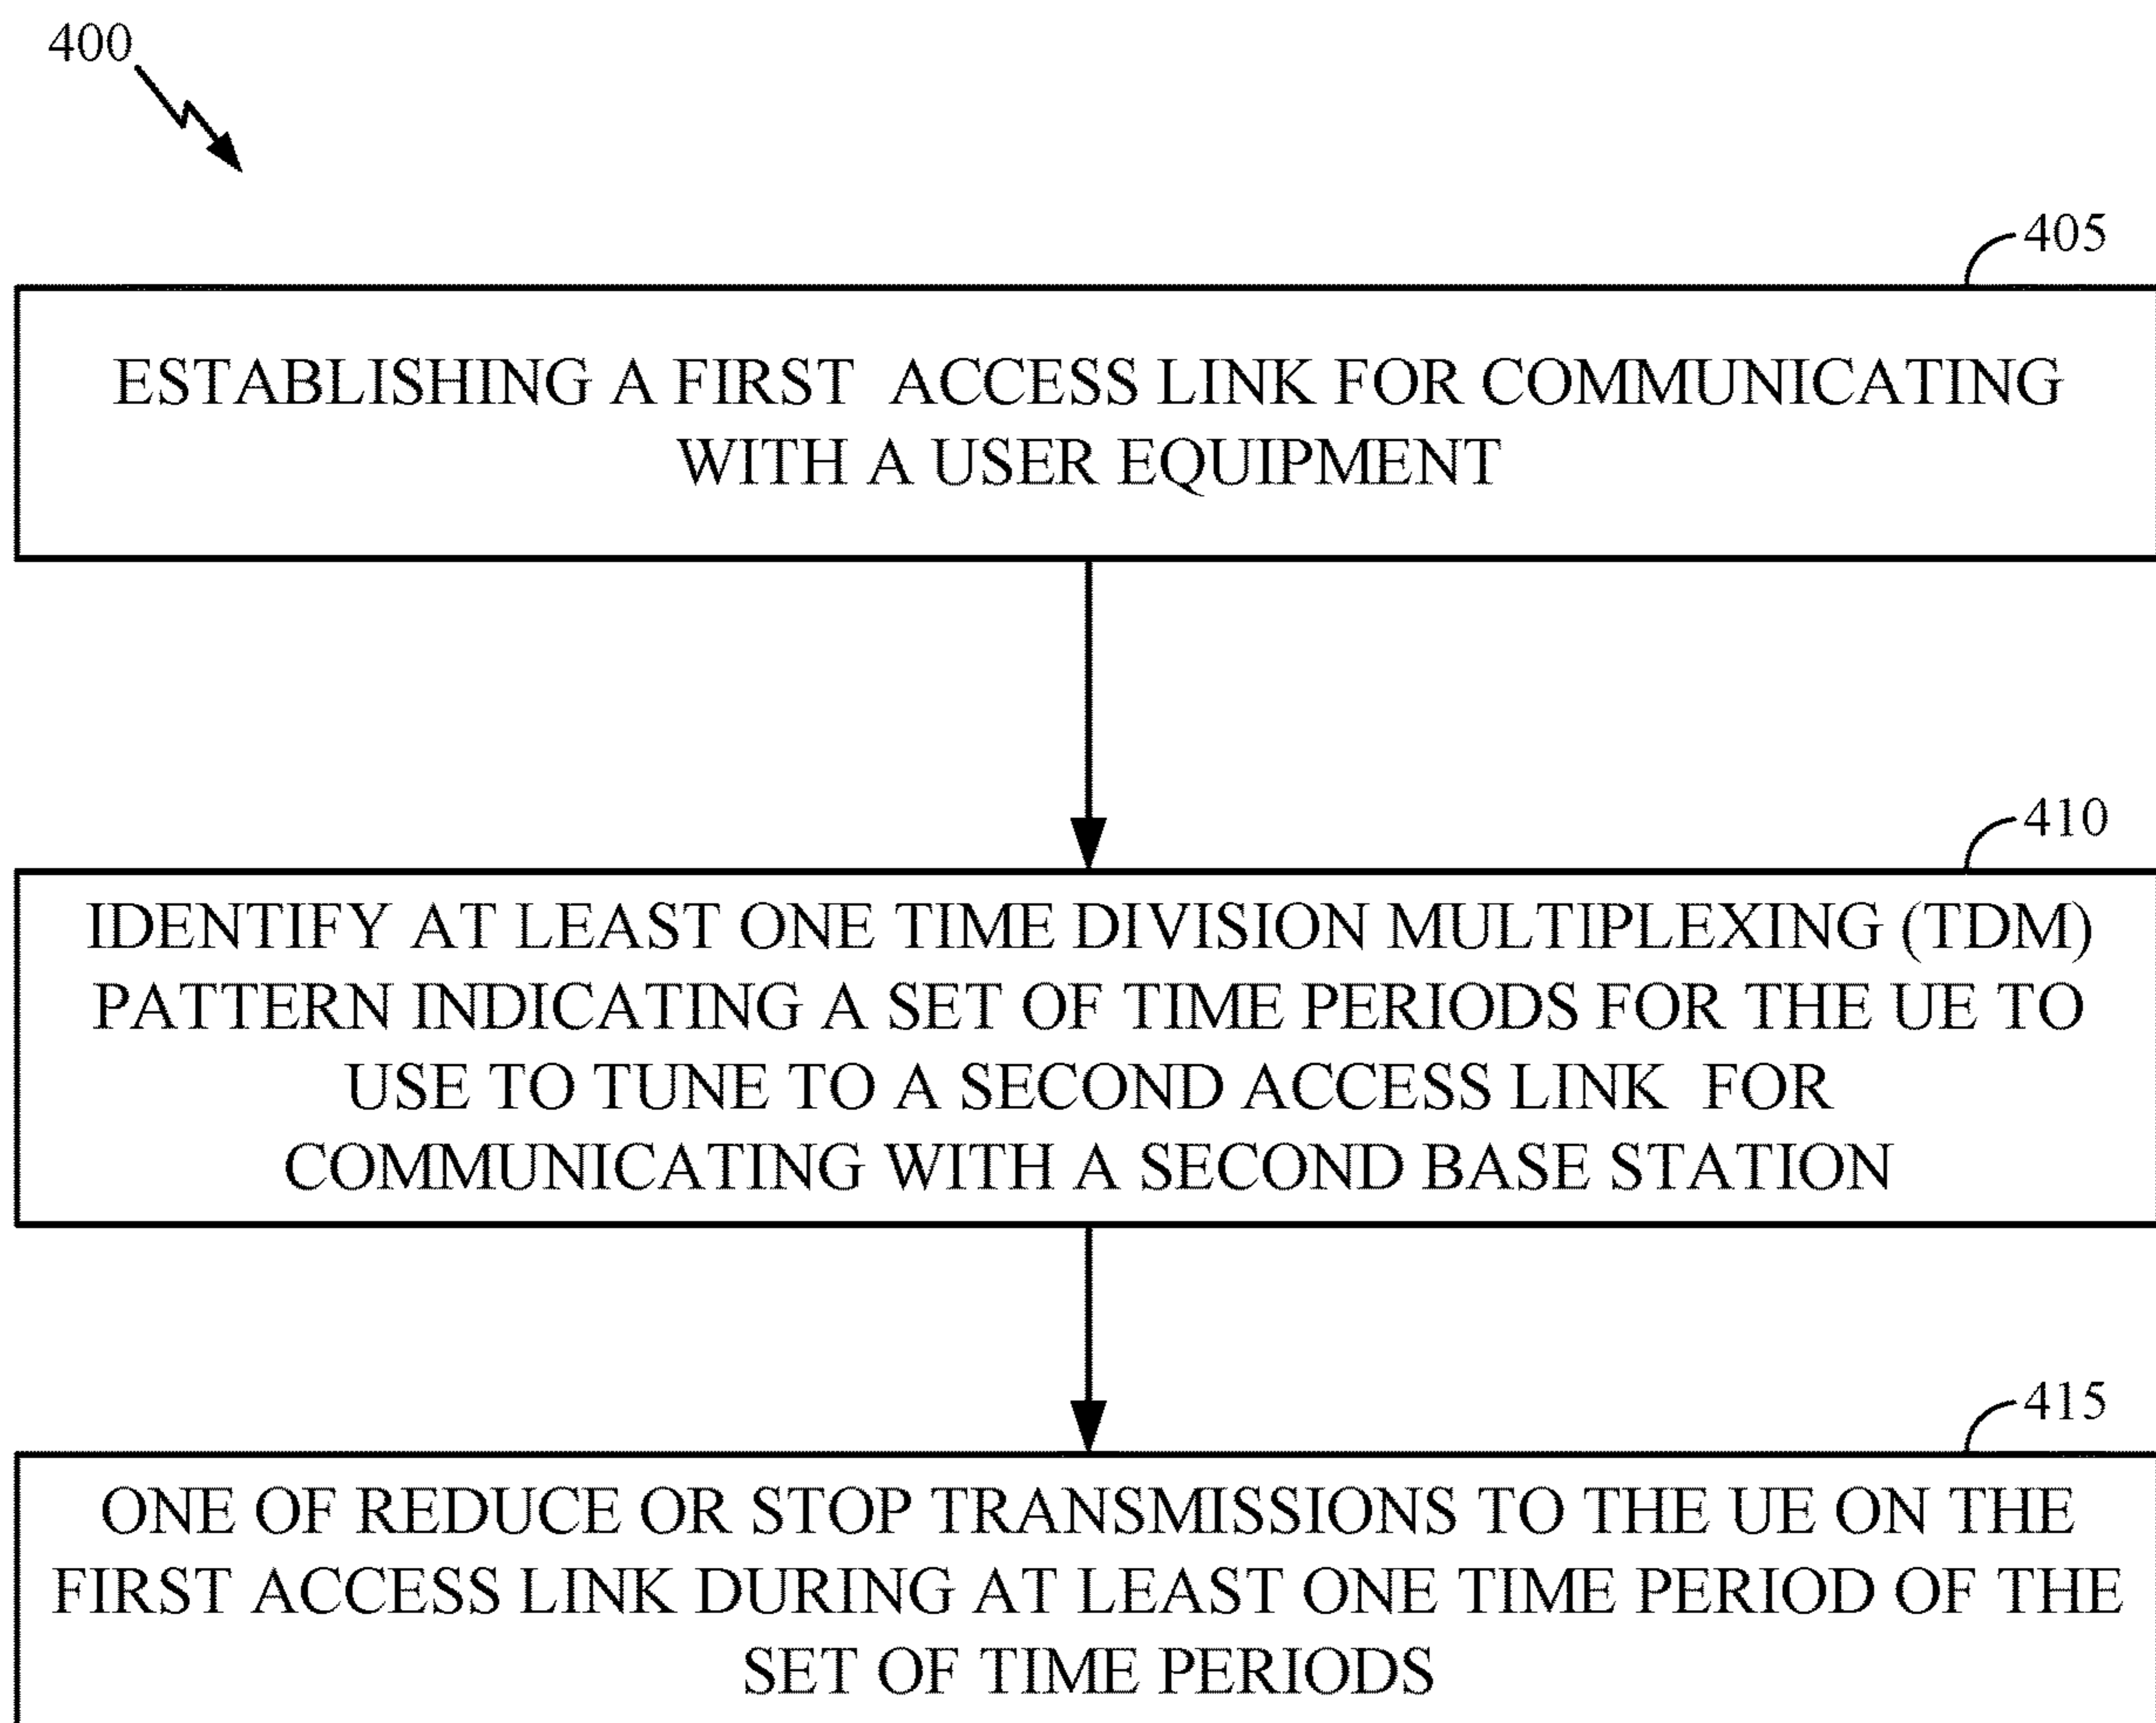 400
405
ESTABLISHING A FIRST ACCESS LINK FOR COMMUNICATING
WITH A USER EQUIPMENT
410
IDENTIFY AT LEAST ONE TIME DIVISION MULTIPLEXING (TDM)
PATTERN INDICATING A SET OF TIME PERIODS FOR THE UE TO
USE TO TUNE TO A SECOND ACCESS LINK FOR
COMMUNICATING WITH A SECOND BASE STATION
415
ONE OF REDUCE OR STOP TRANSMISSIONS TO THE UE ON THE
FIRST ACCESS LINK DURING AT LEAST ONE TIME PERIOD OF THE
SET OF TIME PERIODS